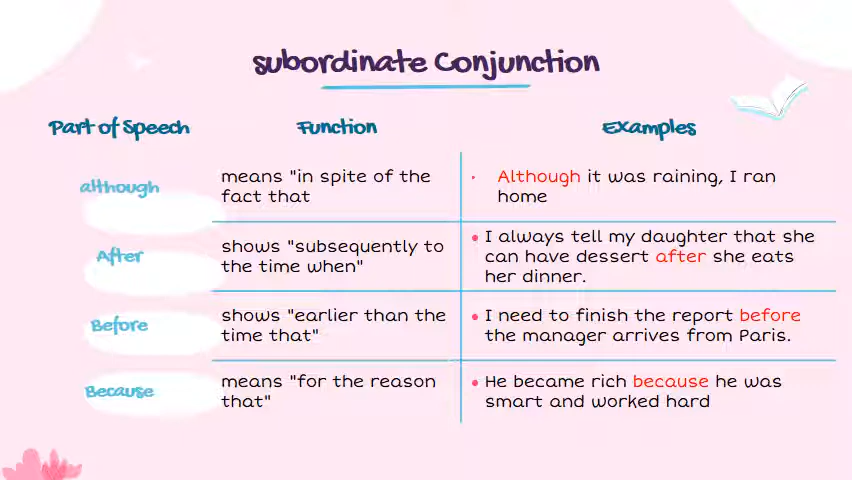 subordinate Conjunction
Part of Speech
Function
Examples
although
means "in spite of the
fact that
Although it was raining, I ran
home
After
shows "subsequently to
the time when"
I always tell my daughter that she
can have dessert after she eats
her dinner.
Before
shows "earlier than the
time that"
I need to finish the report before
the manager arrives from Paris.
Because
means "for the reason
that"
He became rich because he was
smart and worked hard